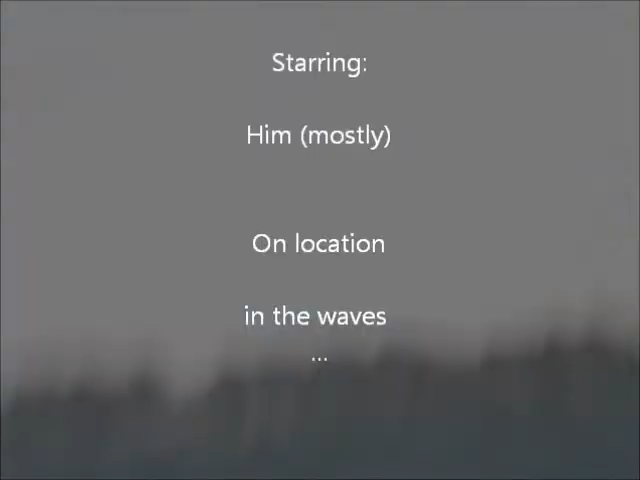 Starring:
Him (mostly)
On location
in the waves
...